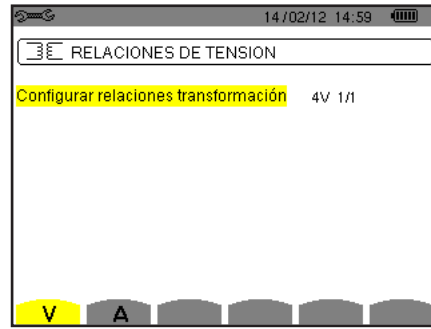 14/02/12 14:59
RELACIONES DE TENSION
Configurar relaciones transformación 4V 1/1
V A